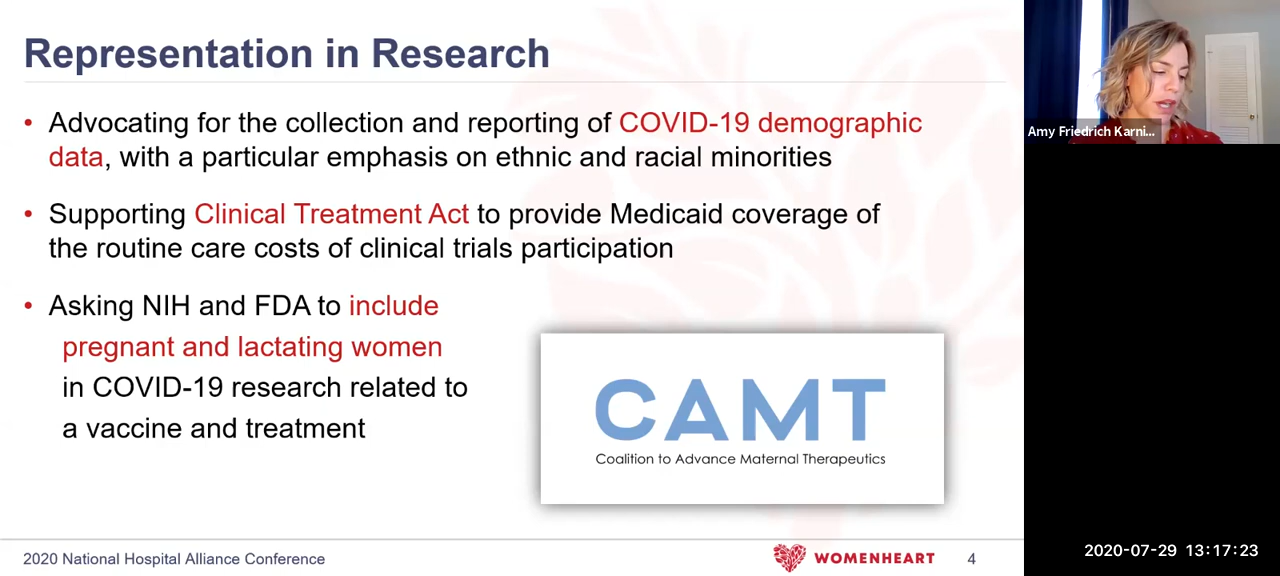 Representation in Research
• Advocating for the collection and reporting of COVID-19 demographic
data, with a particular emphasis on ethnic and racial minorities
• Supporting Clinical Treatment Act to provide Medicaid coverage of
the routine care costs of clinical trials participation
• Asking NIH and FDA to include
pregnant and lactating women
in COVID-19 research related to
a vaccine and treatment
CAMT
Coalition to Advance Maternal Therapeutics
2020 National Hospital Alliance Conference
WOMENHEART
4
Amy Friedrich Karni...
2020-07-29 13:17:23